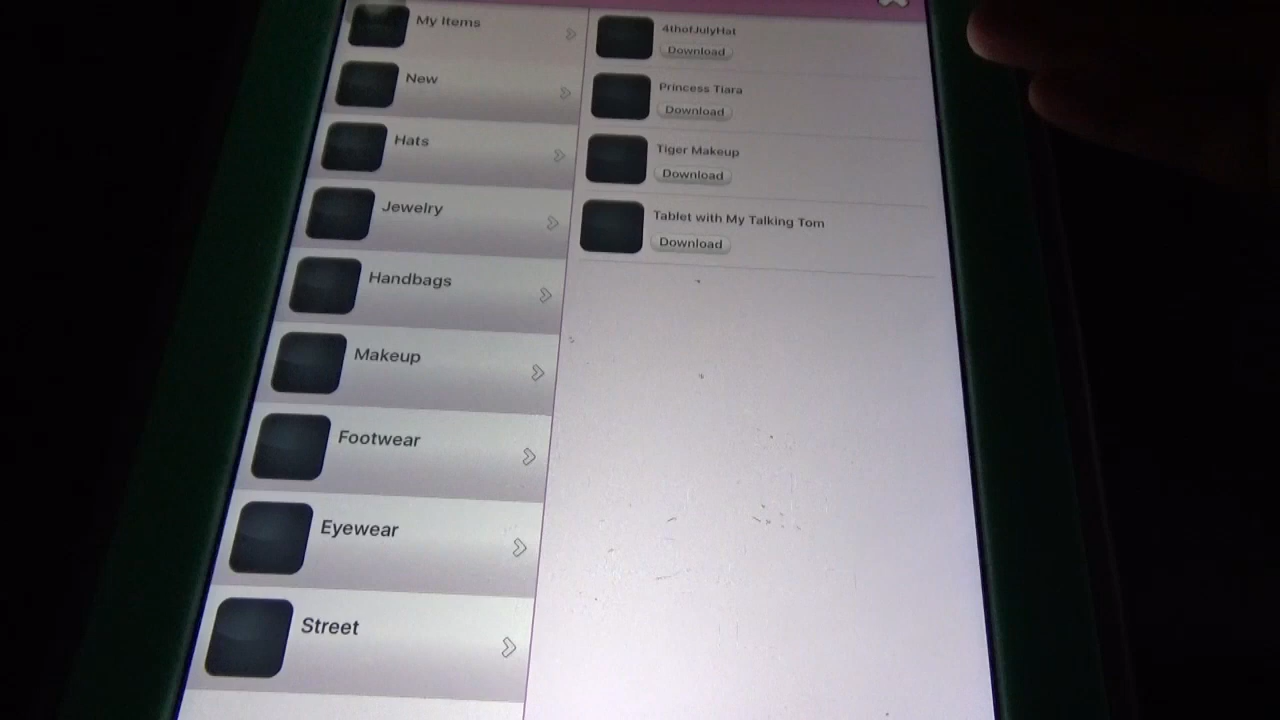 My Items
New
Hats
Jewelry
Handbags
Makeup
Footwear
Eyewear
Street
4thofJulyHat
Download
Princess Tiara
Download
Tiger Makeup
Download
Tablet with My Talking Tom
Download